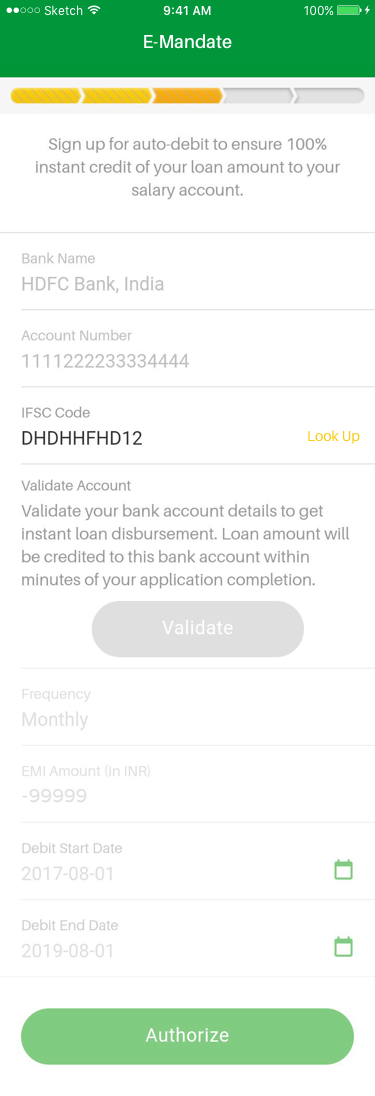 Sketch 9:41 AM 100%
E-Mandate
Sign up for auto-debit to ensure 100%
instant credit of your loan amount to your
salary account.
Bank Name
HDFC Bank, India
Account Number
1111222233334444
IFSC Code
DHDHHFHD12 Look Up
Validate Account
Validate your bank account details to get
instant loan disbursement. Loan amount will
be credited to this bank account within
minutes of your application completion.
Validate
Frequency
Monthly
EMI Amount (in INR)
-99999
Debit Start Date
2017-08-01
Debit End Date
2019-08-01
Authorize